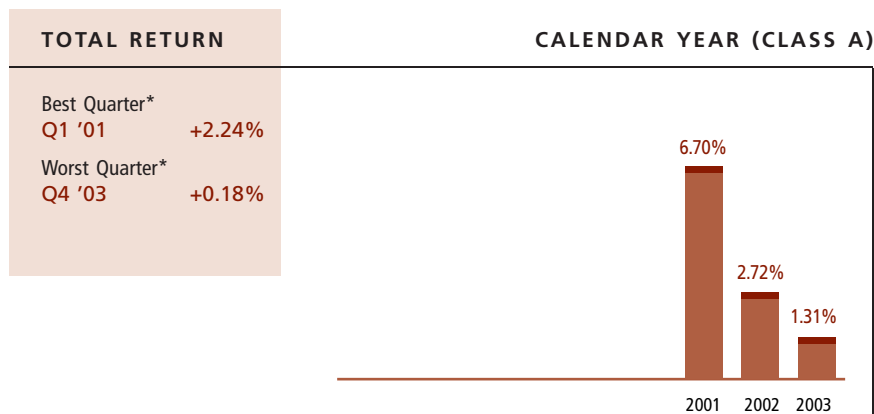 TOTAL RETURN
CALENDAR YEAR (CLASS A)
Best Quarter*
Q1 ’01 +2.24%
Worst Quarter*
Q4 ’03 +0.18%
6.70%
2.72%
1.31%
2001 2002 2003